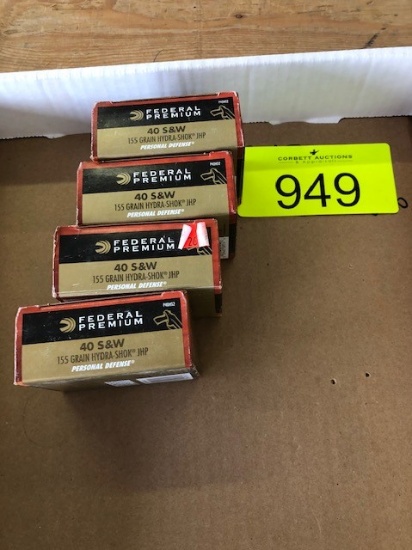 FEDERAL
PREMIUM
40 S&W
155 GRAIN HYDRA-SHOK® JHP
PERSONAL DEFENSE®
FEDERAL
PREMIUM
40 S&W
155 GRAIN HYDRA-SHOK® JHP
PERSONAL DEFENSE®
FEDERAL
PREMIUM
40 S&W
155 GRAIN HYDRA-SHOK® JHP
PERSONAL DEFENSE®
FEDERAL
PREMIUM
40 S&W
155 GRAIN HYDRA-SHOK® JHP
PERSONAL DEFENSE®
CORBETT AUCTIONS
949